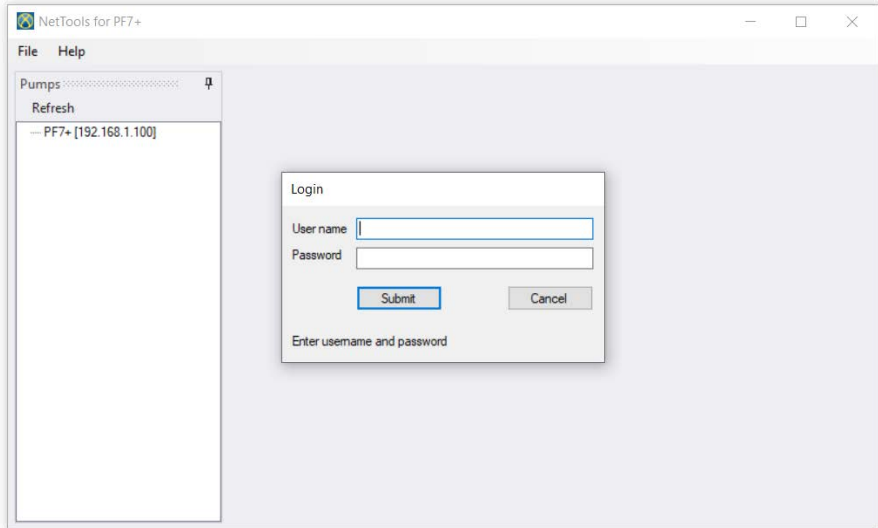 NetTools for PF7+
File Help
Pumps
Refresh
PF7+ [192.168.1.100]
Login
User name
Password
Submit Cancel
Enter username and password